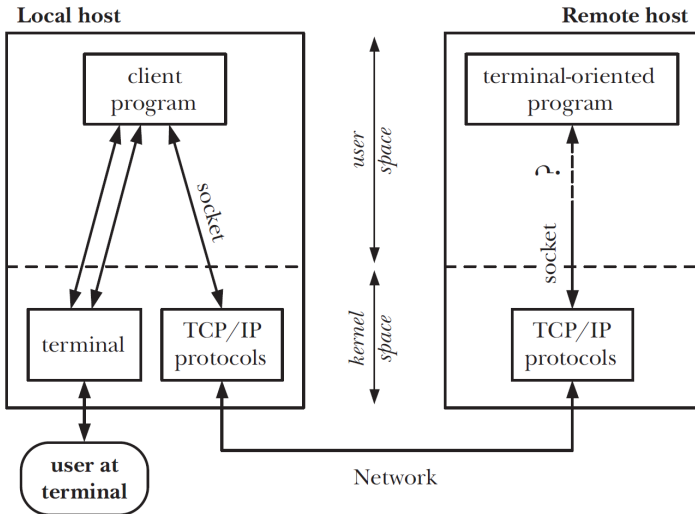 Local host
Remote host
client
program
terminal-oriented
program
user
space
?
socket
socket
terminal
TCP/IP
protocols
kernel
space
TCP/IP
protocols
user at
terminal
Network